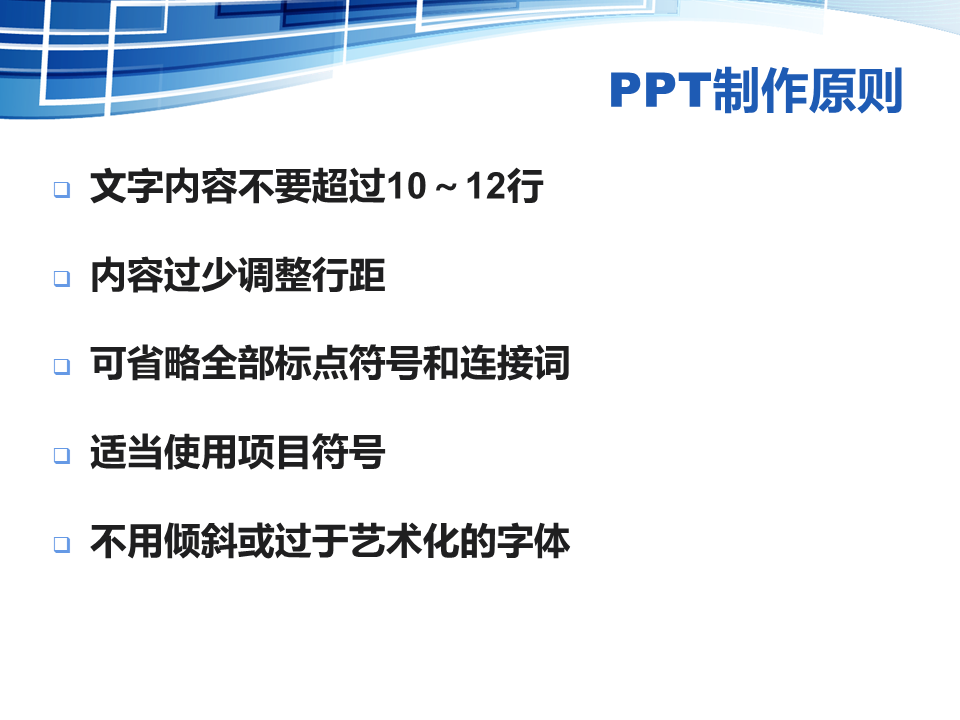 PPT制作原则
文字内容不要超过10～12行
内容过少调整行距
可省略全部标点符号和连接词
适当使用项目符号
不用倾斜或过于艺术化的字体